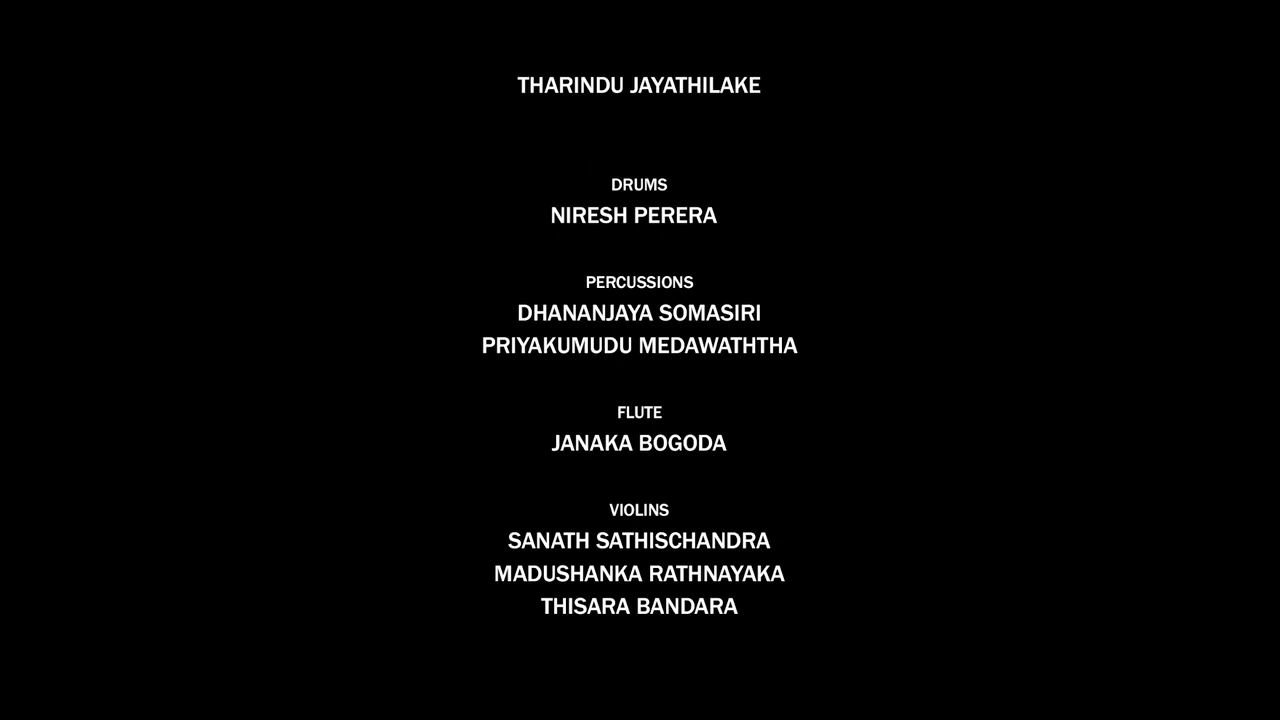 THARINDU JAYATHILAKE
DRUMS
NIRESH PERERA
PERCUSSIONS
DHANANJAYA SOMASIRI
PRIYAKUMUDU MEDAWATHTHA
FLUTE
JANAKA BOGODA
VIOLINS
SANATH SATHISCHANDRA
MADUSHANKA RATHNAYAKA
THISARA BANDARA